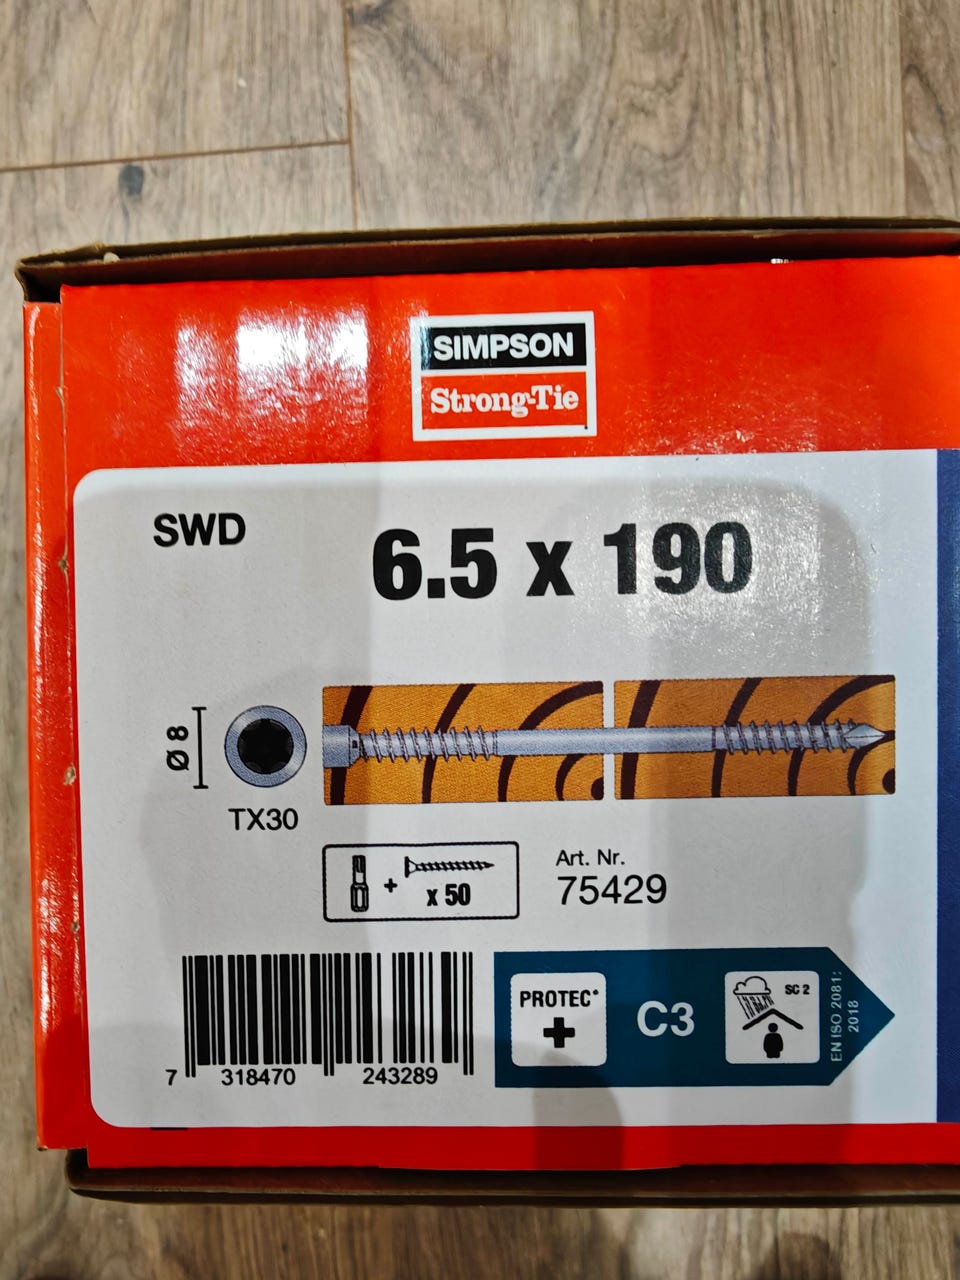 SIMPSON
Strong-Tie
SWD
6.5 x 190
Ø 8
TX30
+ x 50
Art. Nr.
75429
7 318470 243289
PROTEC+
C3
SC 2
EN ISO 2081:
2018